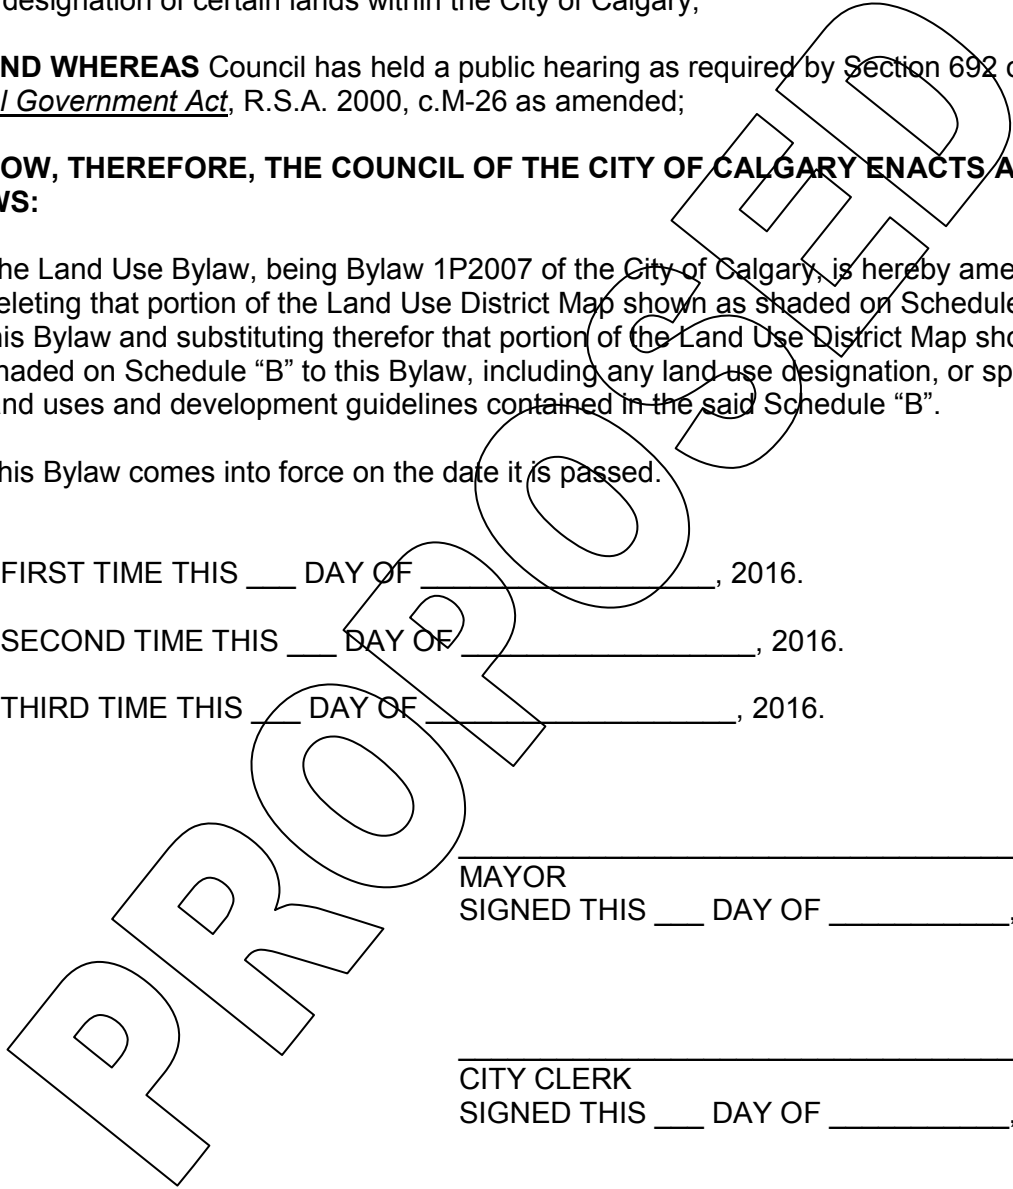 designation of certain lands within the City of Calgary;
ND WHEREAS Council has held a public hearing as required by Section 692 o
l Government Act, R.S.A. 2000, c.M-26 as amended;
OW, THEREFORE, THE COUNCIL OF THE CITY OF CALGARY ENACTS A
WS:
he Land Use Bylaw, being Bylaw 1P2007 of the City of Calgary, is hereby ame
eleting that portion of the Land Use District Map shown as shaded on Schedule
his Bylaw and substituting therefor that portion of the Land Use District Map sho
haded on Schedule “B” to this Bylaw, including any land use designation, or sp
nd uses and development guidelines contained in the said Schedule “B”.
his Bylaw comes into force on the date it is passed.
FIRST TIME THIS ___ DAY OF __________________, 2016.
SECOND TIME THIS ___ DAY OF __________________, 2016.
THIRD TIME THIS ___ DAY OF ___________________, 2016.
MAYOR
SIGNED THIS ___ DAY OF ___________,
CITY CLERK
SIGNED THIS ___ DAY OF ___________,
PROPOSED